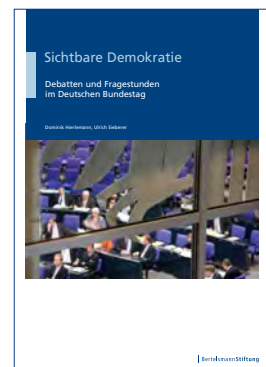 Sichtbare Demokratie
Debatten und Fragestunden
im Deutschen Bundestag
Dominik Hierlemann, Ulrich Sieberer
BertelsmannStiftung